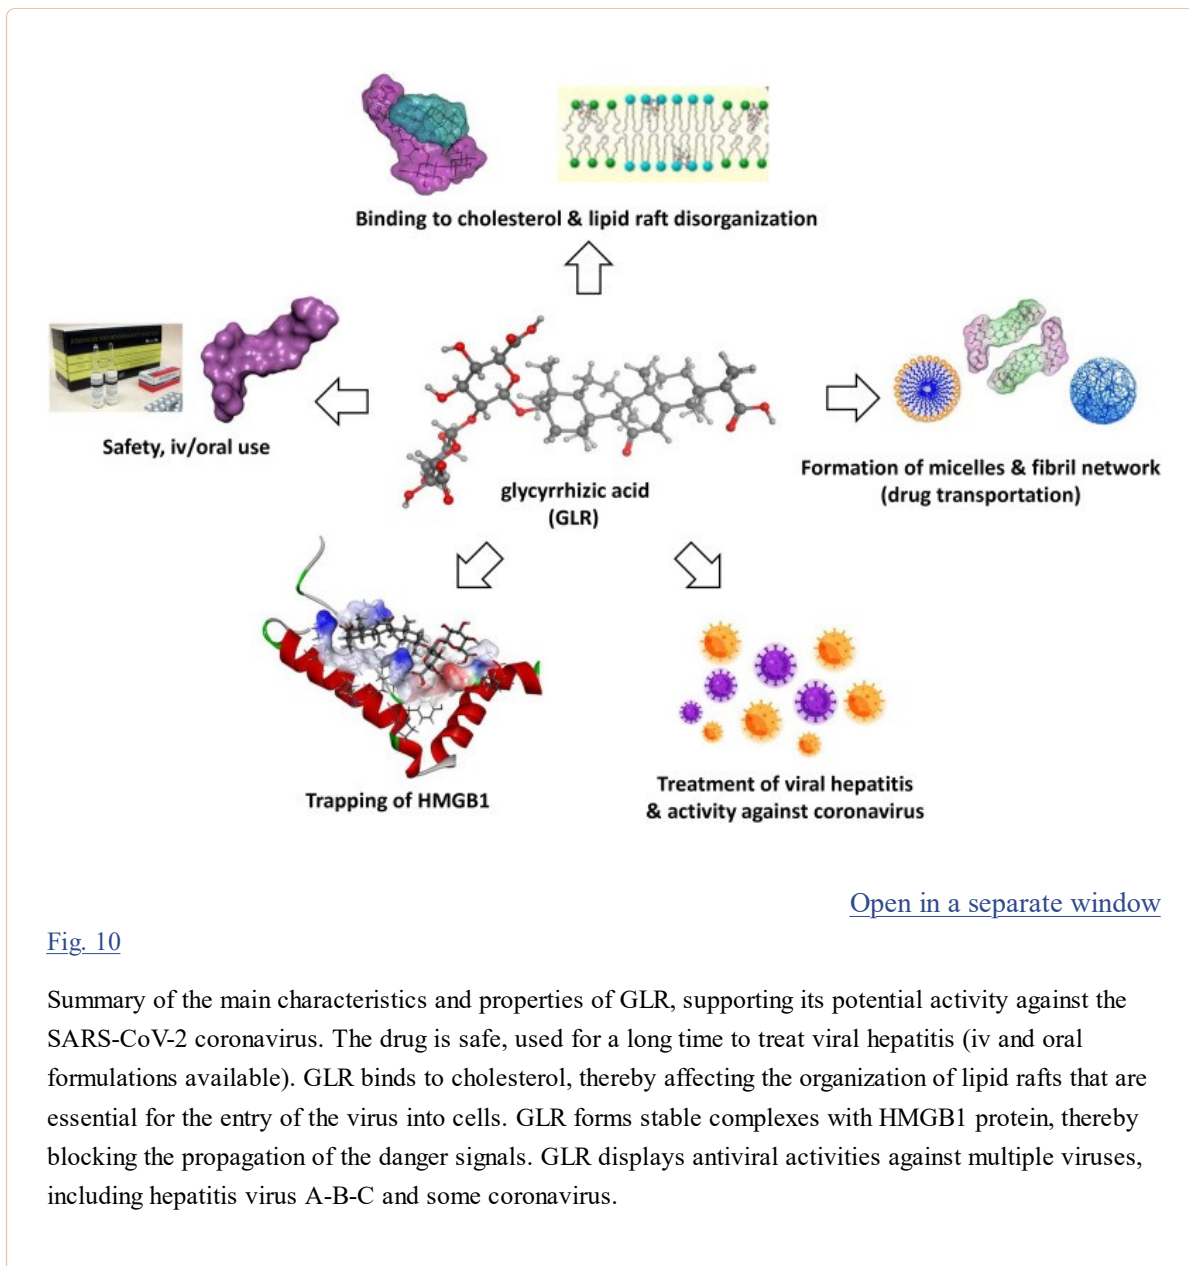 Binding to cholesterol & lipid raft disorganization
Safety, iv/oral use
glycyrrhizic acid
(GLR)
Formation of micelles & fibril network
(drug transportation)
Trapping of HMGB1
Treatment of viral hepatitis
& activity against coronavirus
Open in a separate window
Fig. 10
Summary of the main characteristics and properties of GLR, supporting its potential activity against the
SARS-CoV-2 coronavirus. The drug is safe, used for a long time to treat viral hepatitis (iv and oral
formulations available). GLR binds to cholesterol, thereby affecting the organization of lipid rafts that are
essential for the entry of the virus into cells. GLR forms stable complexes with HMGB1 protein, thereby
blocking the propagation of the danger signals. GLR displays antiviral activities against multiple viruses,
including hepatitis virus A-B-C and some coronavirus.